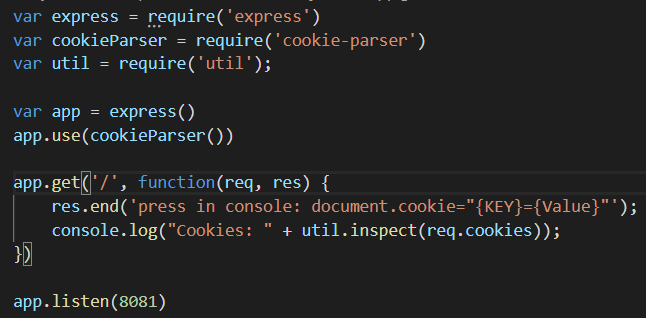 var express = require('express')
var cookieParser = require('cookie-parser')
var util = require('util');
var app = express()
app.use(cookieParser())
app.get('/', function(req, res) {
    res.end('press in console: document.cookie="{KEY}={Value}"');
    console.log("Cookies: " + util.inspect(req.cookies));
})
app.listen(8081)